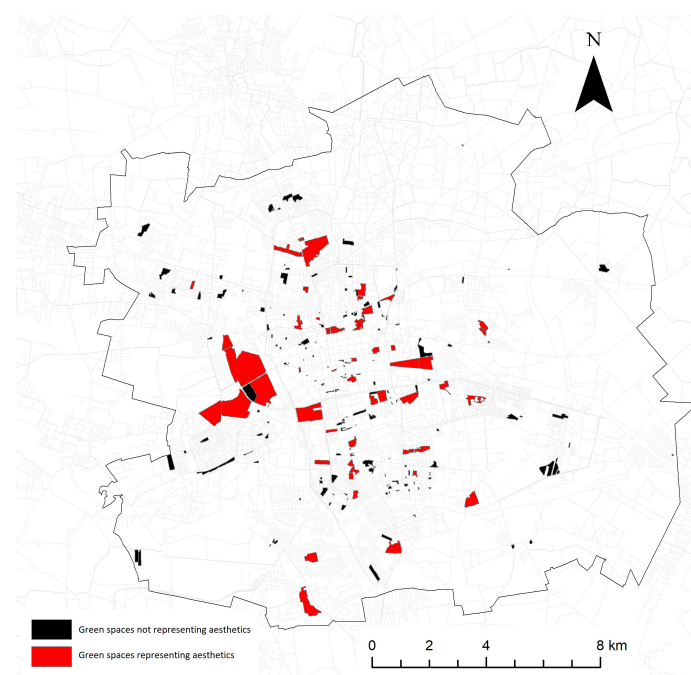 N
Green spaces not representing aesthetics
Green spaces representing aesthetics
0 2 4 8 km